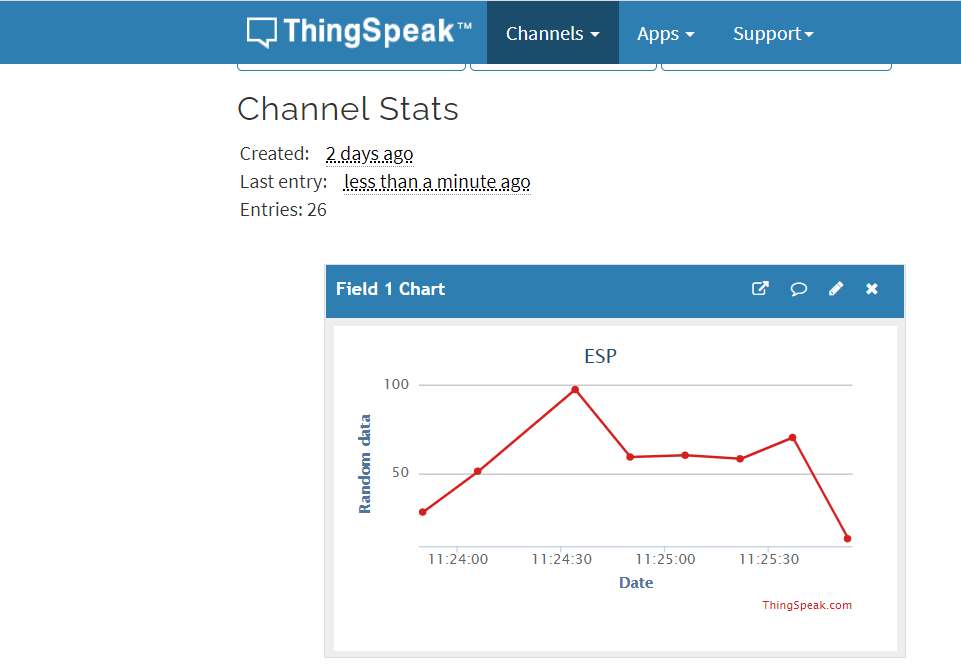 ThingSpeak™ Channels Apps Support
Channel Stats
Created: 2 days ago
Last entry: less than a minute ago
Entries: 26
Field 1 Chart
ESP
100
50
Random data
11:24:00 11:24:30 11:25:00 11:25:30
Date
ThingSpeak.com